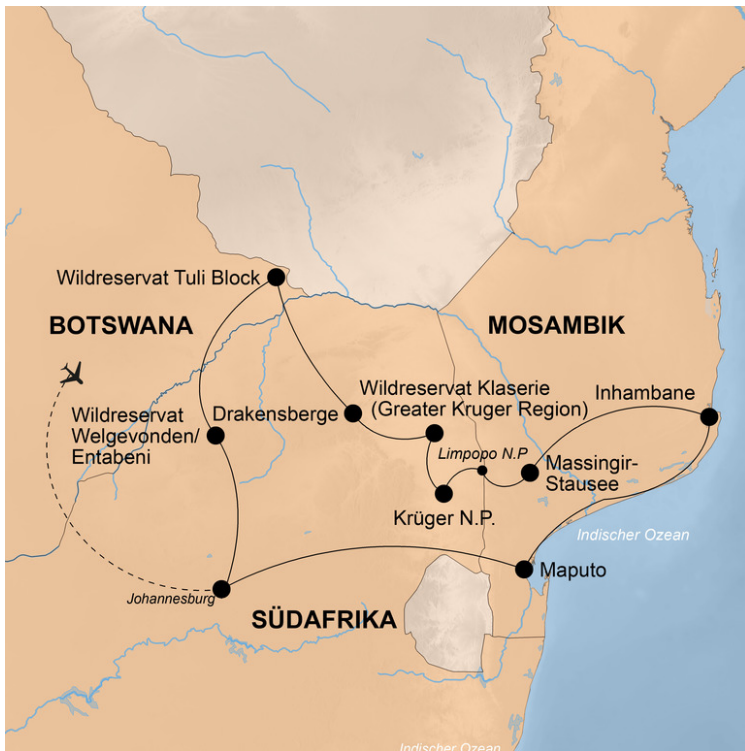 Wildreservat Tuli Block
BOTSWANA
MOSAMBIK
Wildreservat
Welgevonden/
Entabeni
Drakensberge
Wildreservat Klaserie
(Greater Kruger Region)
Inhambane
Limpopo N.P
Massingir-
Stausee
Krüger N.P.
Indischer Ozean
Maputo
Johannesburg
SÜDAFRIKA
Indischer Ozean